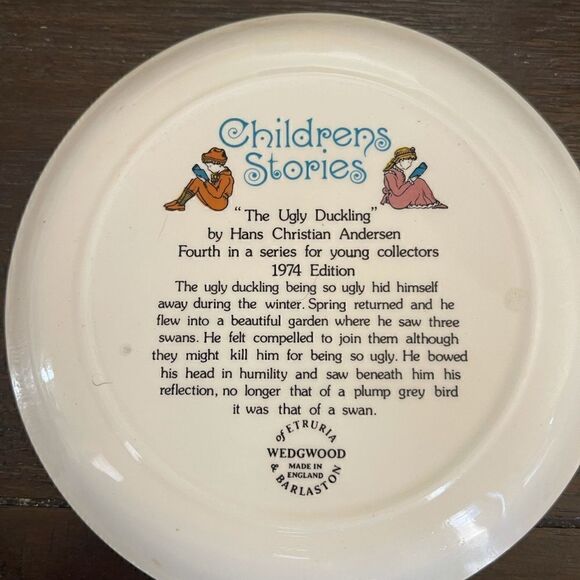 Childrens
Stories
"The Ugly Duckling"
by Hans Christian Andersen
Fourth in a series for young collectors
1974 Edition
The ugly duckling being so ugly hid himself
away during the winter. Spring returned and he
flew into a beautiful garden where he saw three
swans. He felt compelled to join them although
they might kill him for being so ugly. He bowed
his head in humility and saw beneath him his
reflection, no longer that of a plump grey bird
it was that of a swan.
of ETRURIA
WEDGWOOD
MADE IN
ENGLAND
& BARLASTON